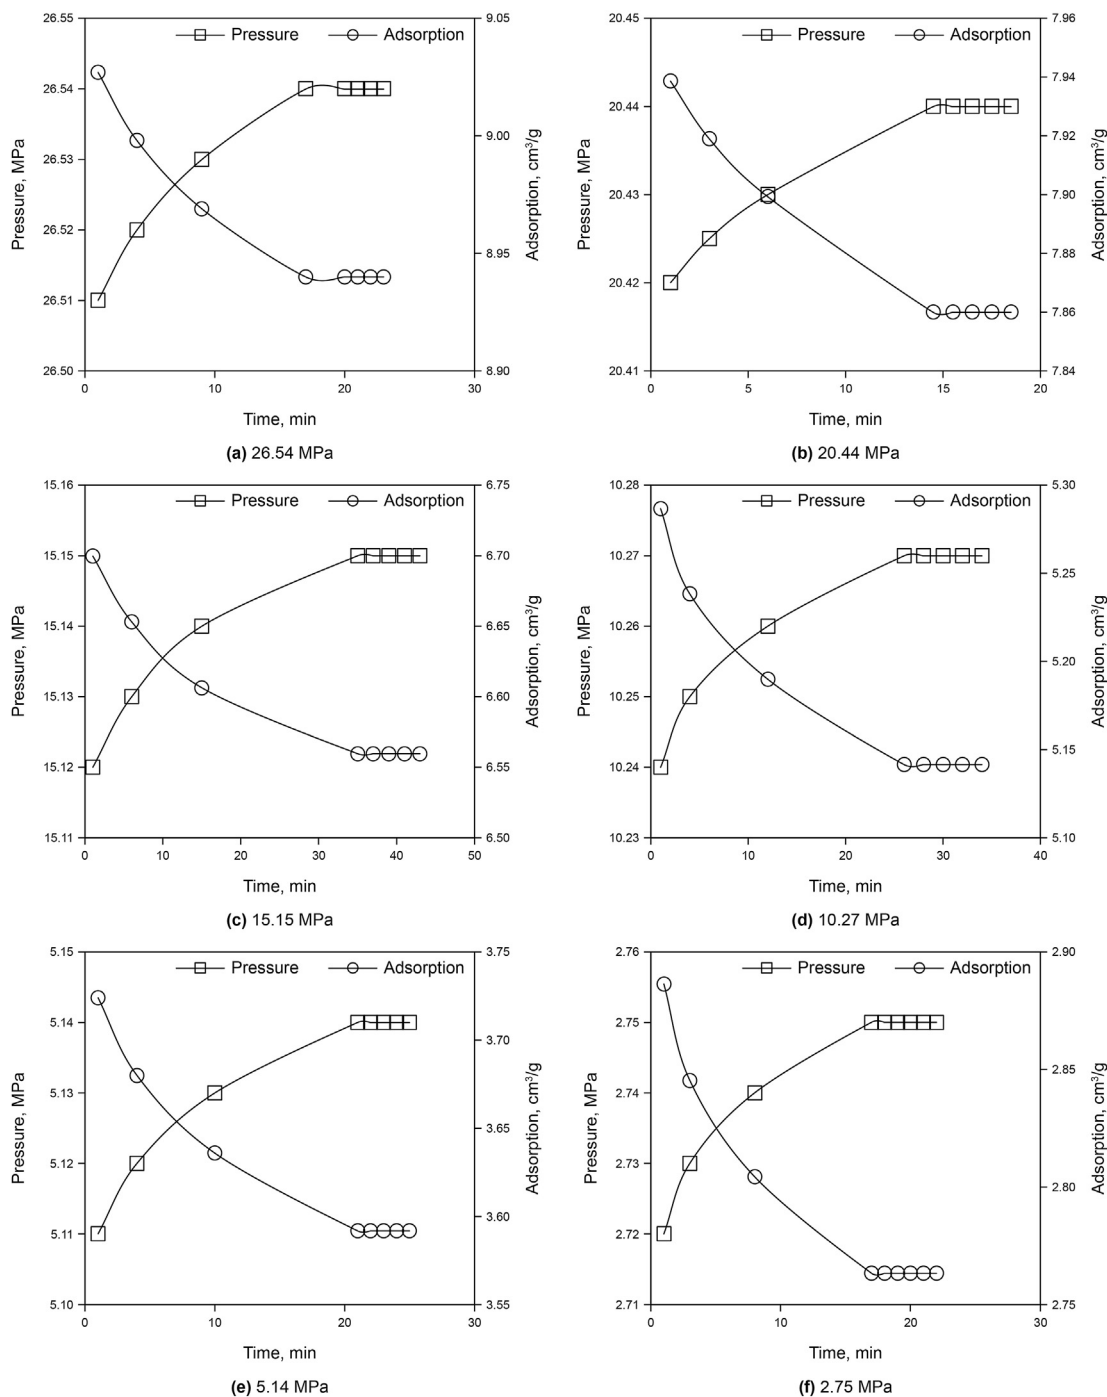 26.55
26.54
26.53
26.52
26.51
26.50
Pressure, MPa
Pressure
Adsorption
9.05
9.00
8.95
8.90
Adsorption, cm³/g
0 10 20 30
Time, min
(a) 26.54 MPa
20.45
20.44
20.43
20.42
20.41
Pressure, MPa
Pressure
Adsorption
7.96
7.94
7.92
7.90
7.88
7.86
7.84
Adsorption, cm³/g
0 5 10 15 20
Time, min
(b) 20.44 MPa
15.16
15.15
15.14
15.13
15.12
15.11
Pressure, MPa
Pressure
Adsorption
6.75
6.70
6.65
6.60
6.55
6.50
Adsorption, cm³/g
0 10 20 30 40 50
Time, min
(c) 15.15 MPa
10.28
10.27
10.26
10.25
10.24
10.23
Pressure, MPa
Pressure
Adsorption
5.30
5.25
5.20
5.15
5.10
Adsorption, cm³/g
0 10 20 30 40
Time, min
(d) 10.27 MPa
5.15
5.14
5.13
5.12
5.11
5.10
Pressure, MPa
Pressure
Adsorption
3.75
3.70
3.65
3.60
3.55
Adsorption, cm³/g
0 10 20 30
Time, min
(e) 5.14 MPa
2.76
2.75
2.74
2.73
2.72
2.71
Pressure, MPa
Pressure
Adsorption
2.90
2.85
2.80
2.75
Adsorption, cm³/g
0 10 20 30
Time, min
(f) 2.75 MPa